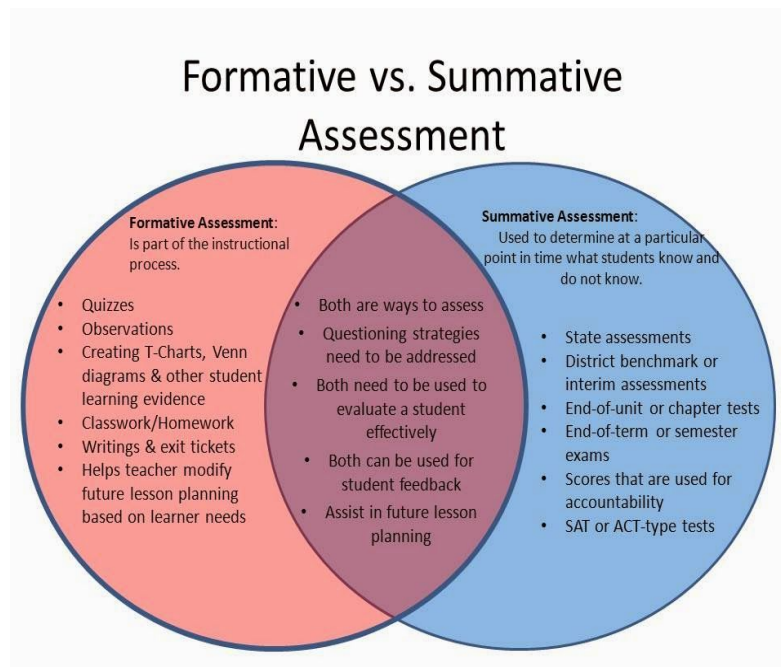 Formative vs. Summative
Assessment
Formative Assessment:
Is part of the instructional
process.
• Quizzes
• Observations
• Creating T-Charts, Venn
diagrams & other student
learning evidence
• Classwork/Homework
• Writings & exit tickets
• Helps teacher modify
future lesson planning
based on learner needs
• Both are ways to assess
• Questioning strategies
need to be addressed
• Both need to be used to
evaluate a student
effectively
• Both can be used for
student feedback
• Assist in future lesson
planning
Summative Assessment:
Used to determine at a particular
point in time what students know and
do not know.
• State assessments
• District benchmark or
interim assessments
• End-of-unit or chapter tests
• End-of-term or semester
exams
• Scores that are used for
accountability
• SAT or ACT-type tests